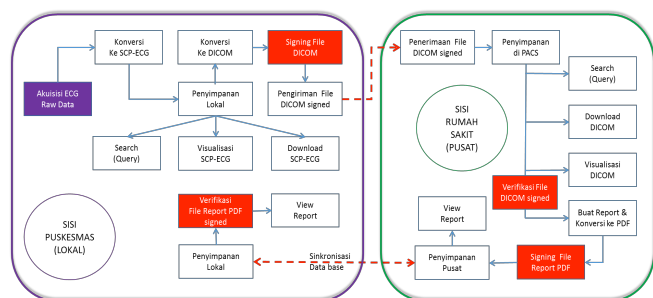 Konversi
Ke SCP-ECG
Konversi
Ke DICOM
Signing File
DICOM
Akuisisi ECG
Raw Data
Penyimpanan
Lokal
Pengiriman File
DICOM signed
Search
(Query)
Visualisasi
SCP-ECG
Download
SCP-ECG
Verifikasi
File Report PDF
signed
View
Report
SISI
PUSKESMAS
(LOKAL)
Penyimpanan
Lokal
Sinkronisasi
Data base
Penerimaan File
DICOM signed
Penyimpanan
di PACS
Search
(Query)
SISI
RUMAH
SAKIT
(PUSAT)
Download
DICOM
Visualisasi
DICOM
Verifikasi File
DICOM signed
View
Report
Buat Report &
Konversi ke PDF
Penyimpanan
Pusat
Signing File
Report PDF